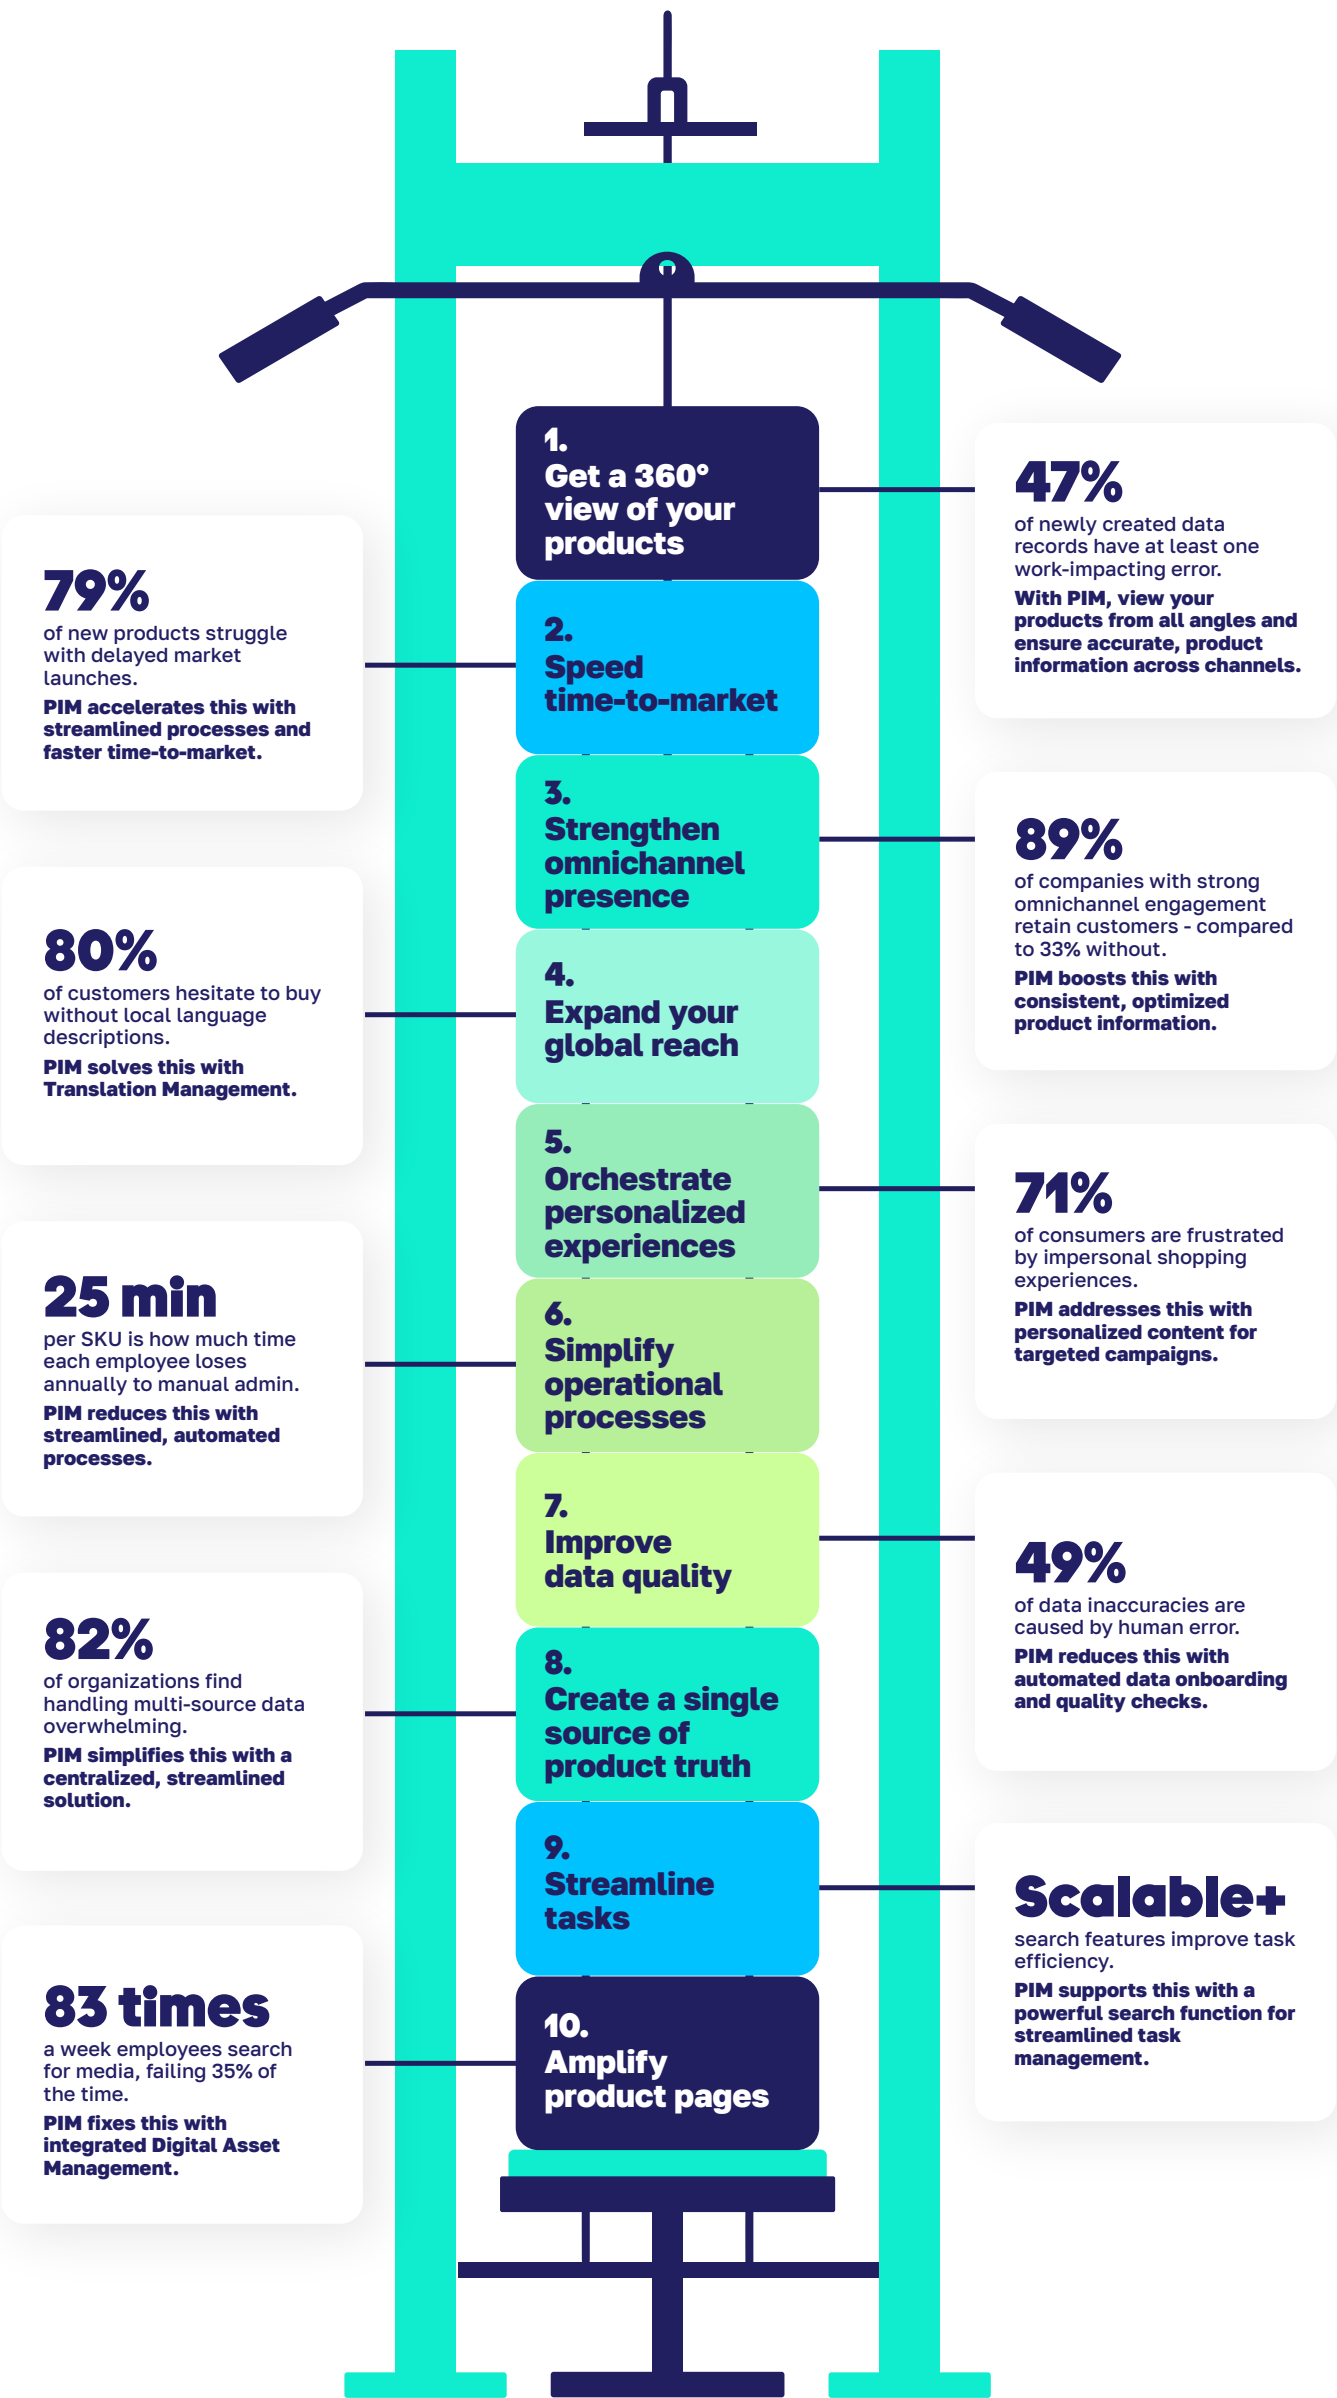 1.
Get a 360°
view of your
products
47%
of newly created data
records have at least one
work-impacting error.
With PIM, view your
products from all angles and
ensure accurate, product
information across channels.
2.
Speed
time-to-market
79%
of new products struggle
with delayed market
launches.
PIM accelerates this with
streamlined processes and
faster time-to-market.
3.
Strengthen
omnichannel
presence
89%
of companies with strong
omnichannel engagement
retain customers - compared
to 33% without.
PIM boosts this with
consistent, optimized
product information.
4.
Expand your
global reach
80%
of customers hesitate to buy
without local language
descriptions.
PIM solves this with
Translation Management.
5.
Orchestrate
personalized
experiences
71%
of consumers are frustrated
by impersonal shopping
experiences.
PIM addresses this with
personalized content for
targeted campaigns.
6.
Simplify
operational
processes
25 min
per SKU is how much time
each employee loses
annually to manual admin.
PIM reduces this with
streamlined, automated
processes.
7.
Improve
data quality
49%
of data inaccuracies are
caused by human error.
PIM reduces this with
automated data onboarding
and quality checks.
8.
Create a single
source of
product truth
82%
of organizations find
handling multi-source data
overwhelming.
PIM simplifies this with a
centralized, streamlined
solution.
9.
Streamline
tasks
Scalable+
search features improve task
efficiency.
PIM supports this with a
powerful search function for
streamlined task
management.
10.
Amplify
product pages
83 times
a week employees search
for media, failing 35% of
the time.
PIM fixes this with
integrated Digital Asset
Management.